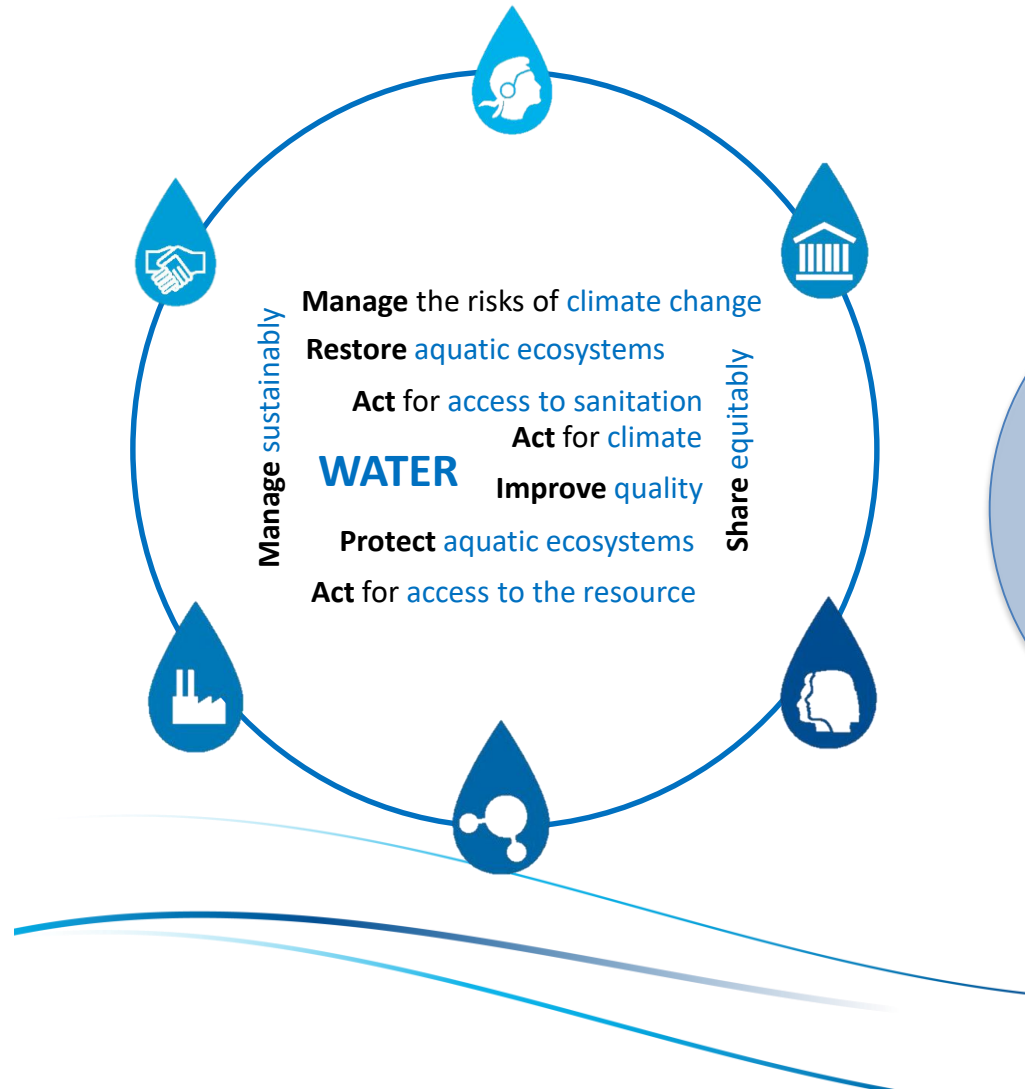 Manage the risks of climate change
Manage sustainably
Restore aquatic ecosystems
Share equitably
Act for access to sanitation
Act for climate
WATER
Improve quality
Protect aquatic ecosystems
Act for access to the resource